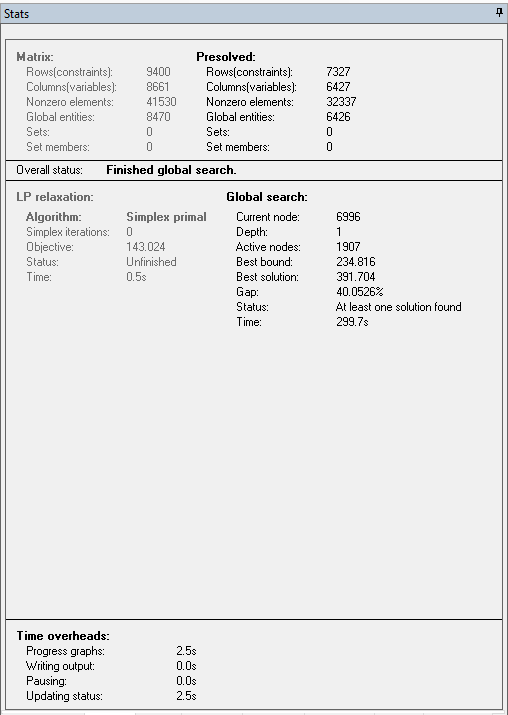 Stats
Matrix: Presolved:
Rows(constraints): 9400 Rows(constraints): 7327
Columns(variables): 8661 Columns(variables): 6427
Nonzero elements: 41530 Nonzero elements: 32337
Global entities: 8470 Global entities: 6426
Sets: 0 Sets: 0
Set members: 0 Set members: 0
Overall status: Finished global search.
LP relaxation: Global search:
Algorithm: Simplex primal Current node: 6996
Simplex iterations: 0 Depth: 1
Objective: 143.024 Active nodes: 1907
Status: Unfinished Best bound: 234.816
Time: 0.5s Best solution: 391.704
Gap: 40.0526%
Status: At least one solution found
Time: 299.7s
Time overheads:
Progress graphs: 2.5s
Writing output: 0.0s
Pausing: 0.0s
Updating status: 2.5s